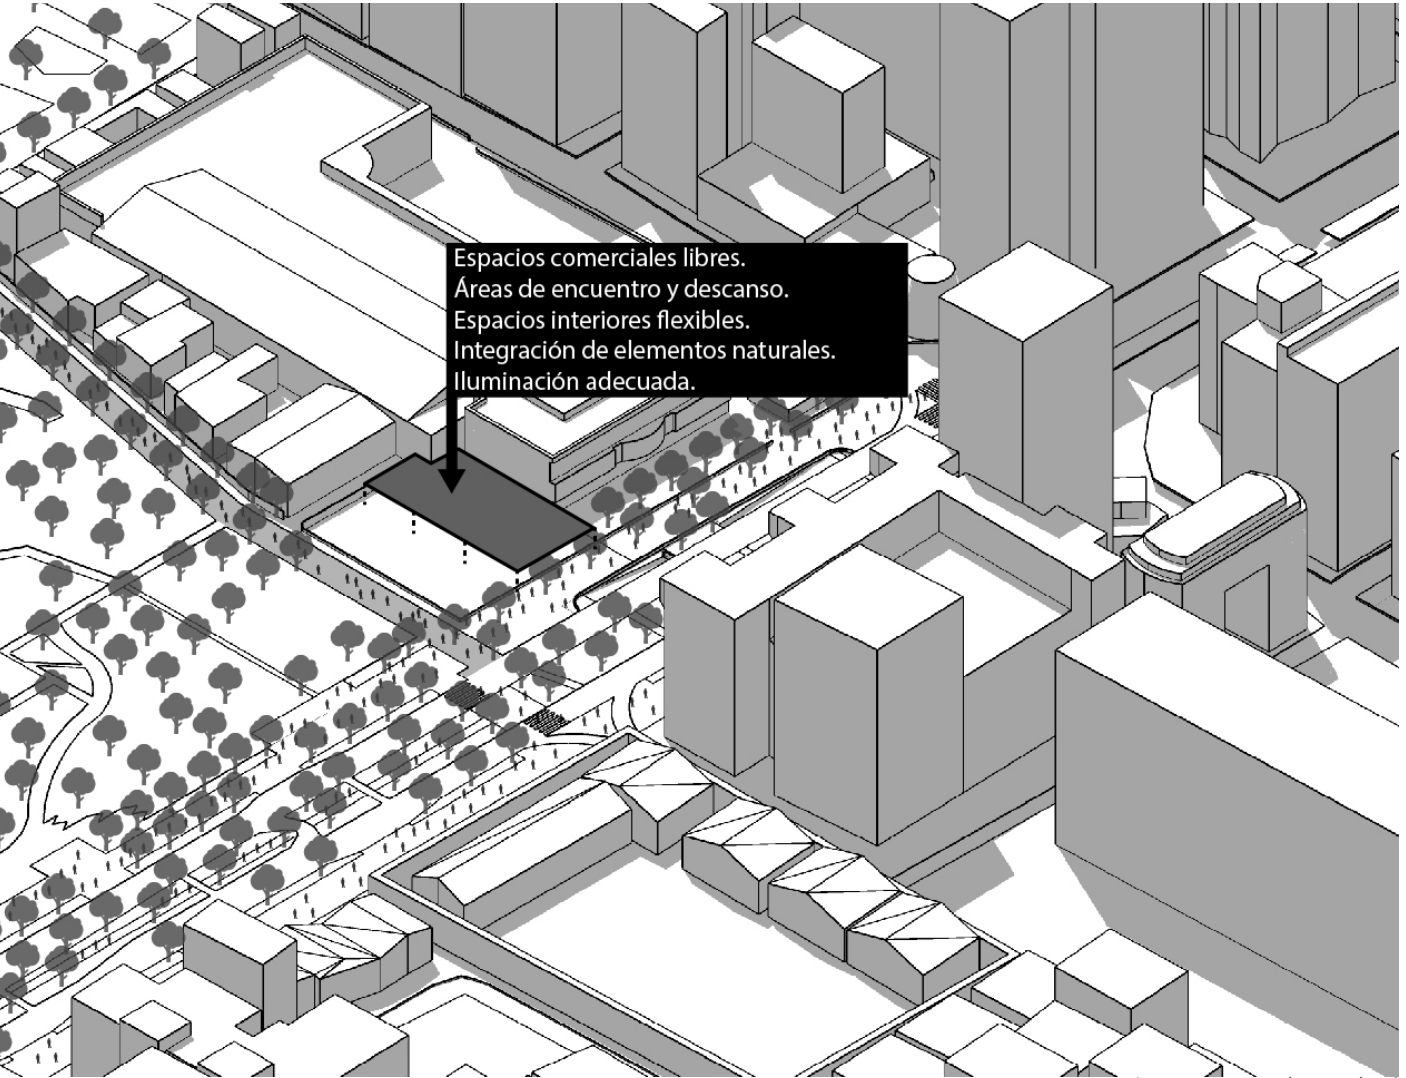 Espacios comerciales libres.
Áreas de encuentro y descanso.
Espacios interiores flexibles.
Integración de elementos naturales.
Iluminación adecuada.